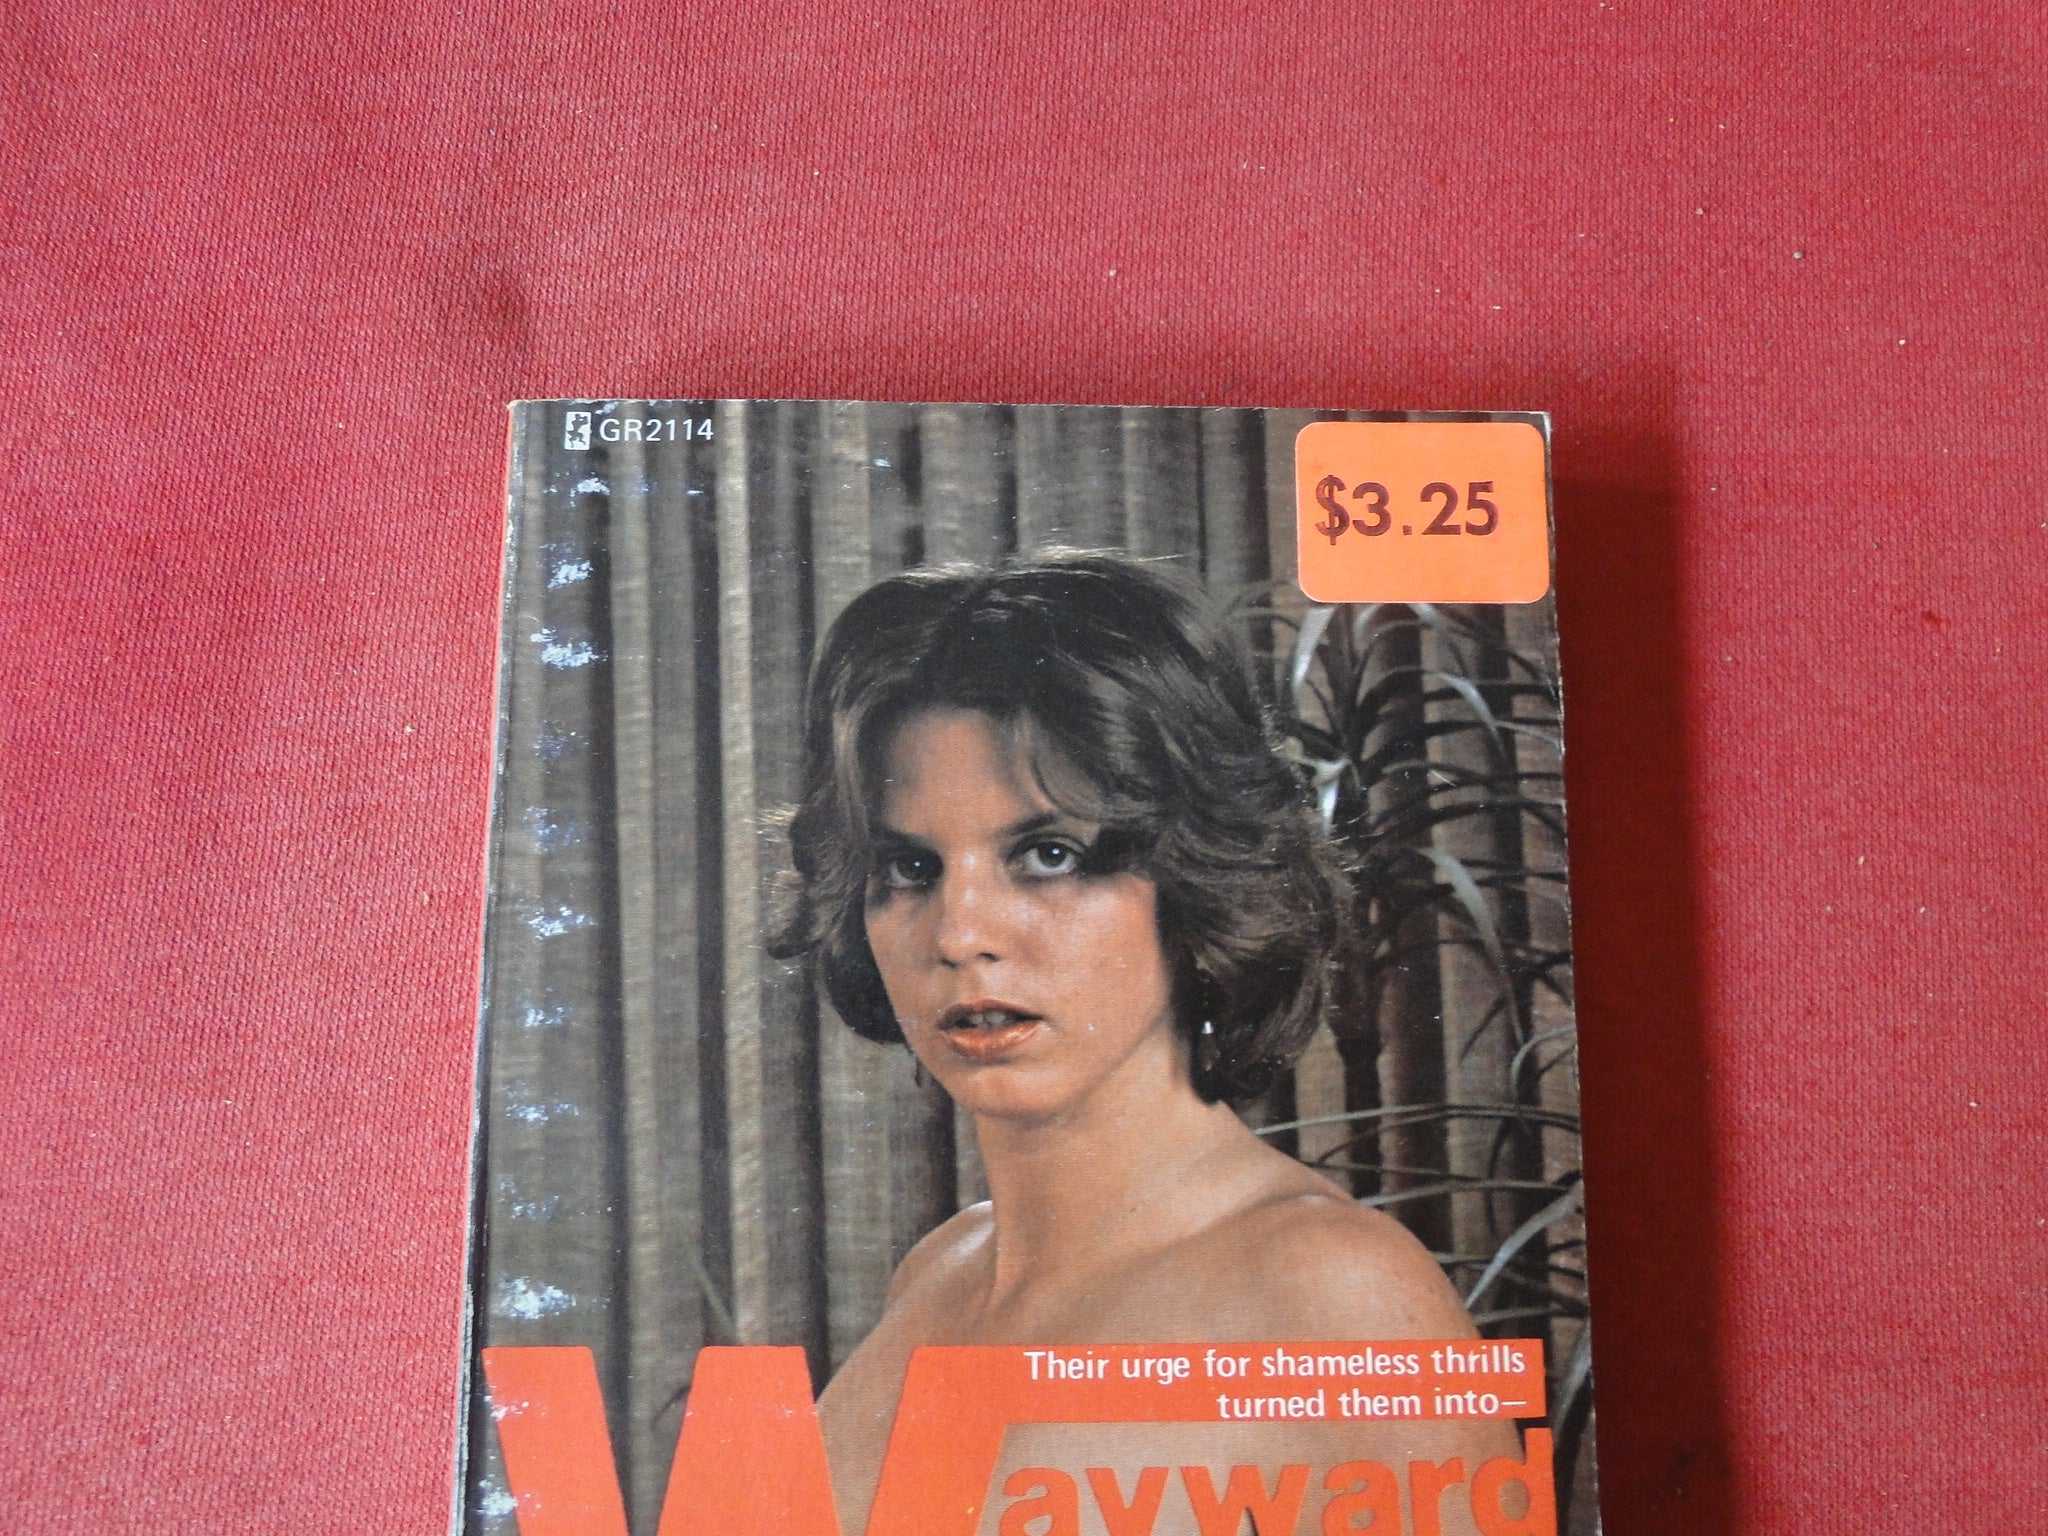 GR2114
$3.25
Their urge for shameless thrills
turned them into—
Wayward